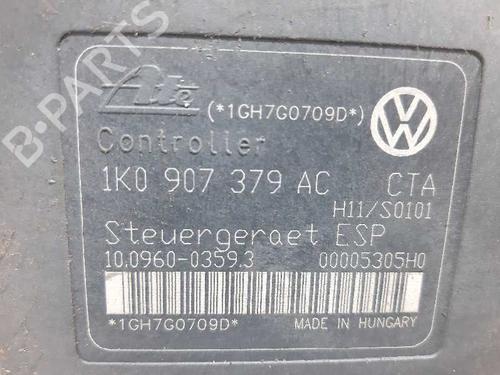 Ate (*1GH7G0709D*)
VW
Controller
1K0 907 379 AC CTA
H11/S0101
Steuergeraet ESP
10.0960-0359.3 00005305H0
*1GH7G0709D* MADE IN HUNGARY
B-PARTS